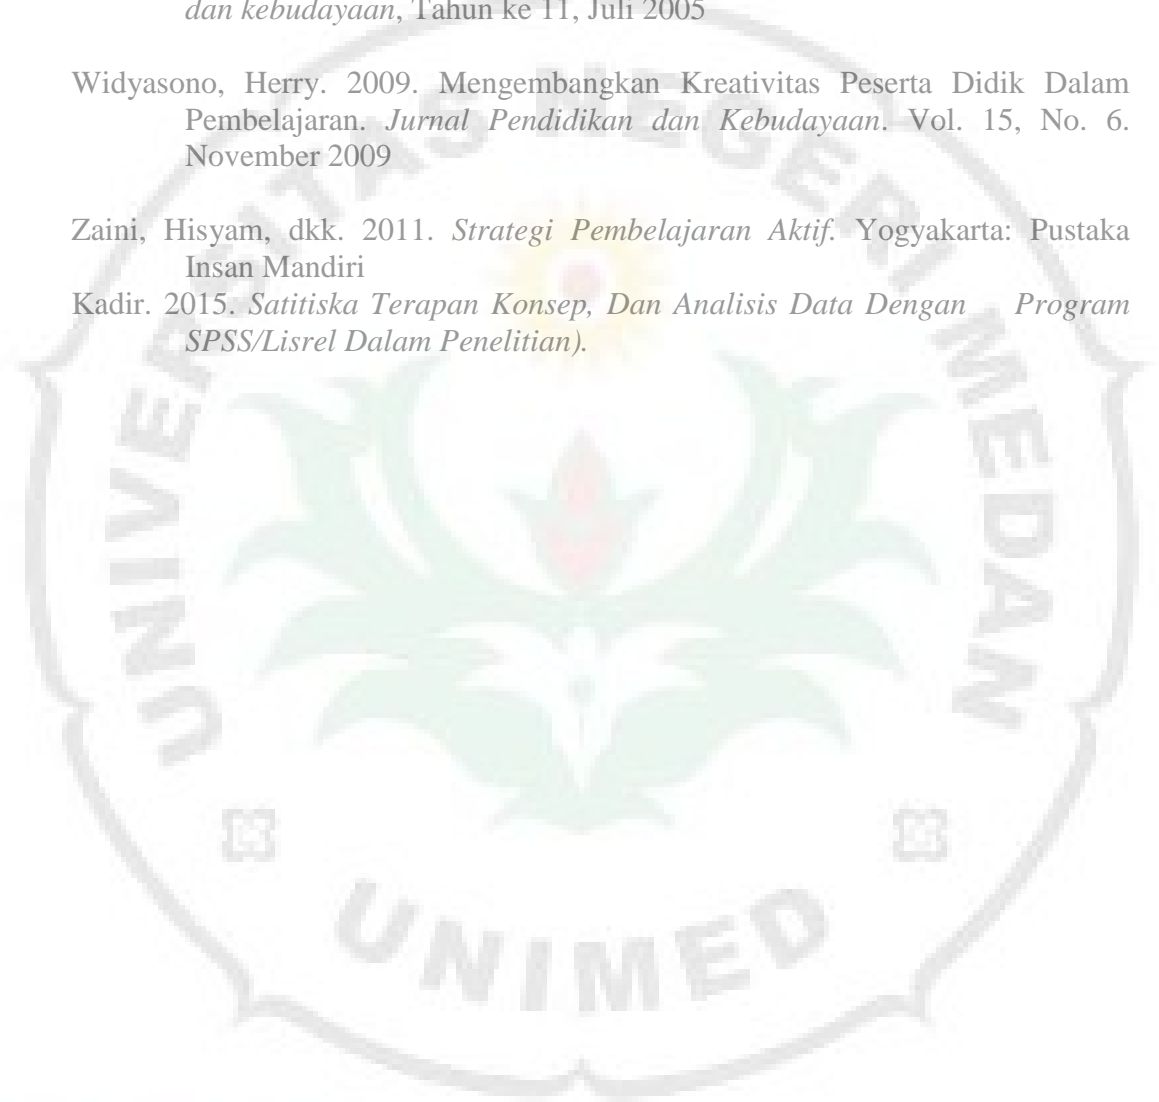 dan kebudayaan, Tahun ke 11, Juli 2005
Widyasono, Herry. 2009. Mengembangkan Kreativitas Peserta Didik Dalam
Pembelajaran. Jurnal Pendidikan dan Kebudayaan. Vol. 15, No. 6.
November 2009
Zaini, Hisyam, dkk. 2011. Strategi Pembelajaran Aktif. Yogyakarta: Pustaka
Insan Mandiri
Kadir. 2015. Satitiska Terapan Konsep, Dan Analisis Data Dengan Program
SPSS/Lisrel Dalam Penelitian).
UNIVERSITAS NEGERI MEDAN
UNIMED